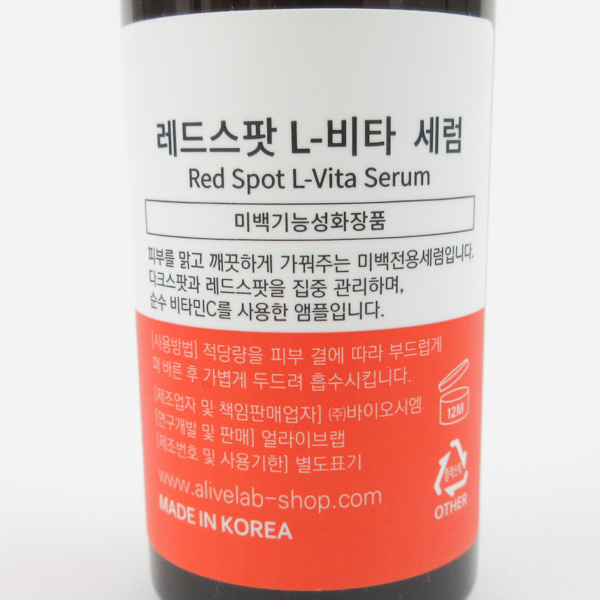 레드스팟 L-비타 세럼
Red Spot L-Vita Serum
미백기능성화장품
피부를 맑고 깨끗하게 가꿔주는 미백전용세럼입니다.
다크스팟과 레드스팟을 집중 관리하며,
순수 비타민C를 사용한 앰플입니다.
[사용방법] 적당량을 피부 결에 따라 부드럽게
펴 바른 후 가볍게 두드려 흡수시킵니다.
[제조업자 및 책임판매업자] ㈜바이오시엠
[연구개발 및 판매] 얼라이브랩
[제조번호 및 사용기한] 별도표기
www.alivelab-shop.com
MADE IN KOREA
12M
OTHER